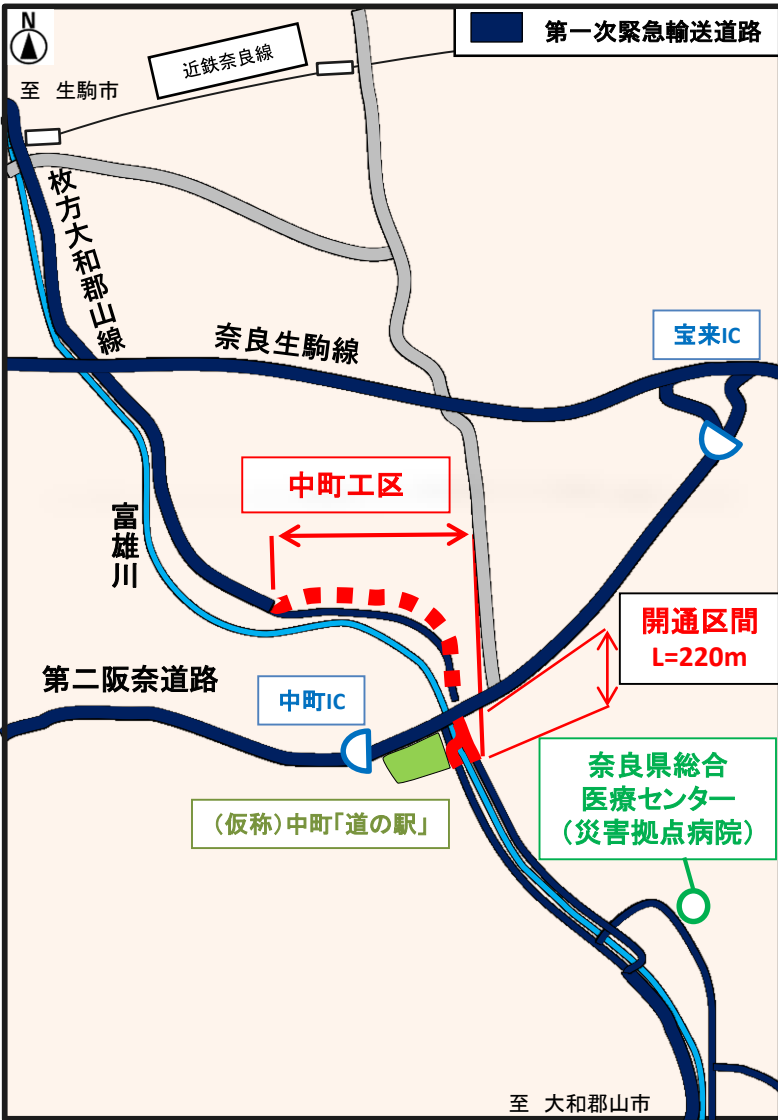 N
第一次緊急輸送道路
近鉄奈良線
至 生駒市
枚方大和郡山線
奈良生駒線
宝来IC
中町工区
富雄川
開通区間
L=220m
第二阪奈道路
中町IC
奈良県総合
医療センター
(災害拠点病院)
(仮称)中町「道の駅」
至 大和郡山市